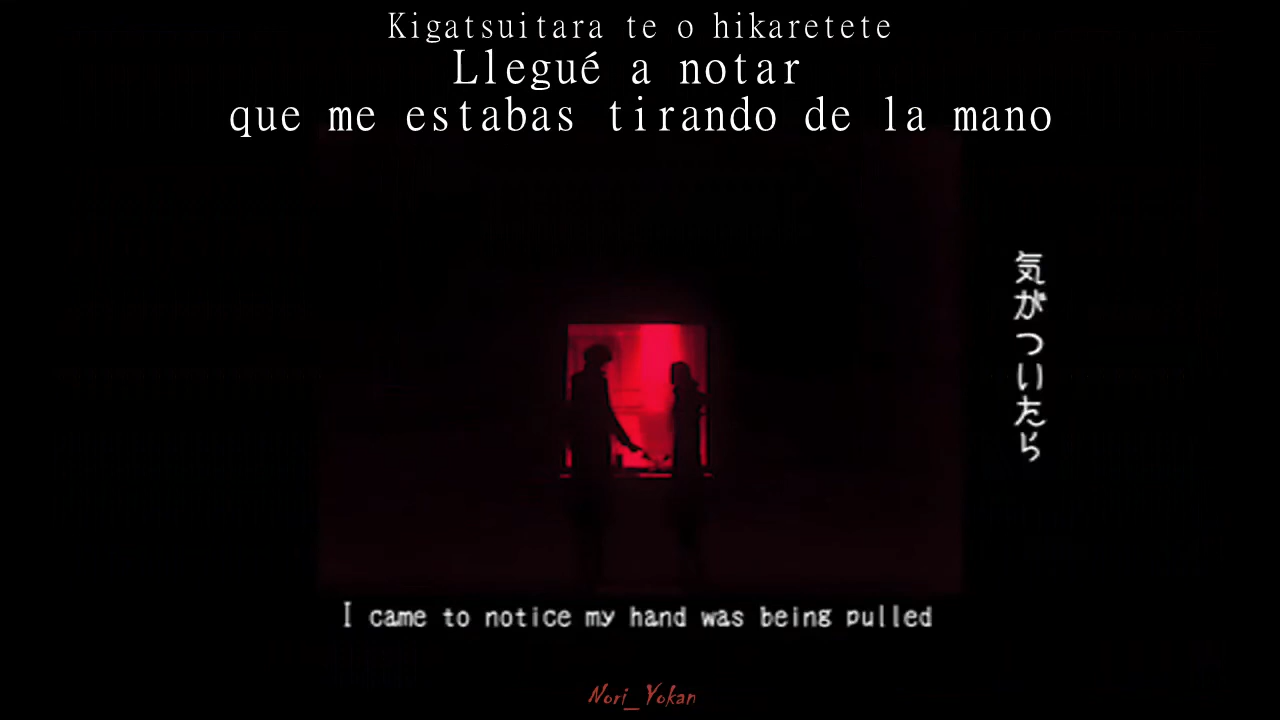 Kigatsuitara te o hikaretete
Llegué a notar
que me estabas tirando de la mano
気がついたら
I came to notice my hand was being pulled
Nori_Yokan